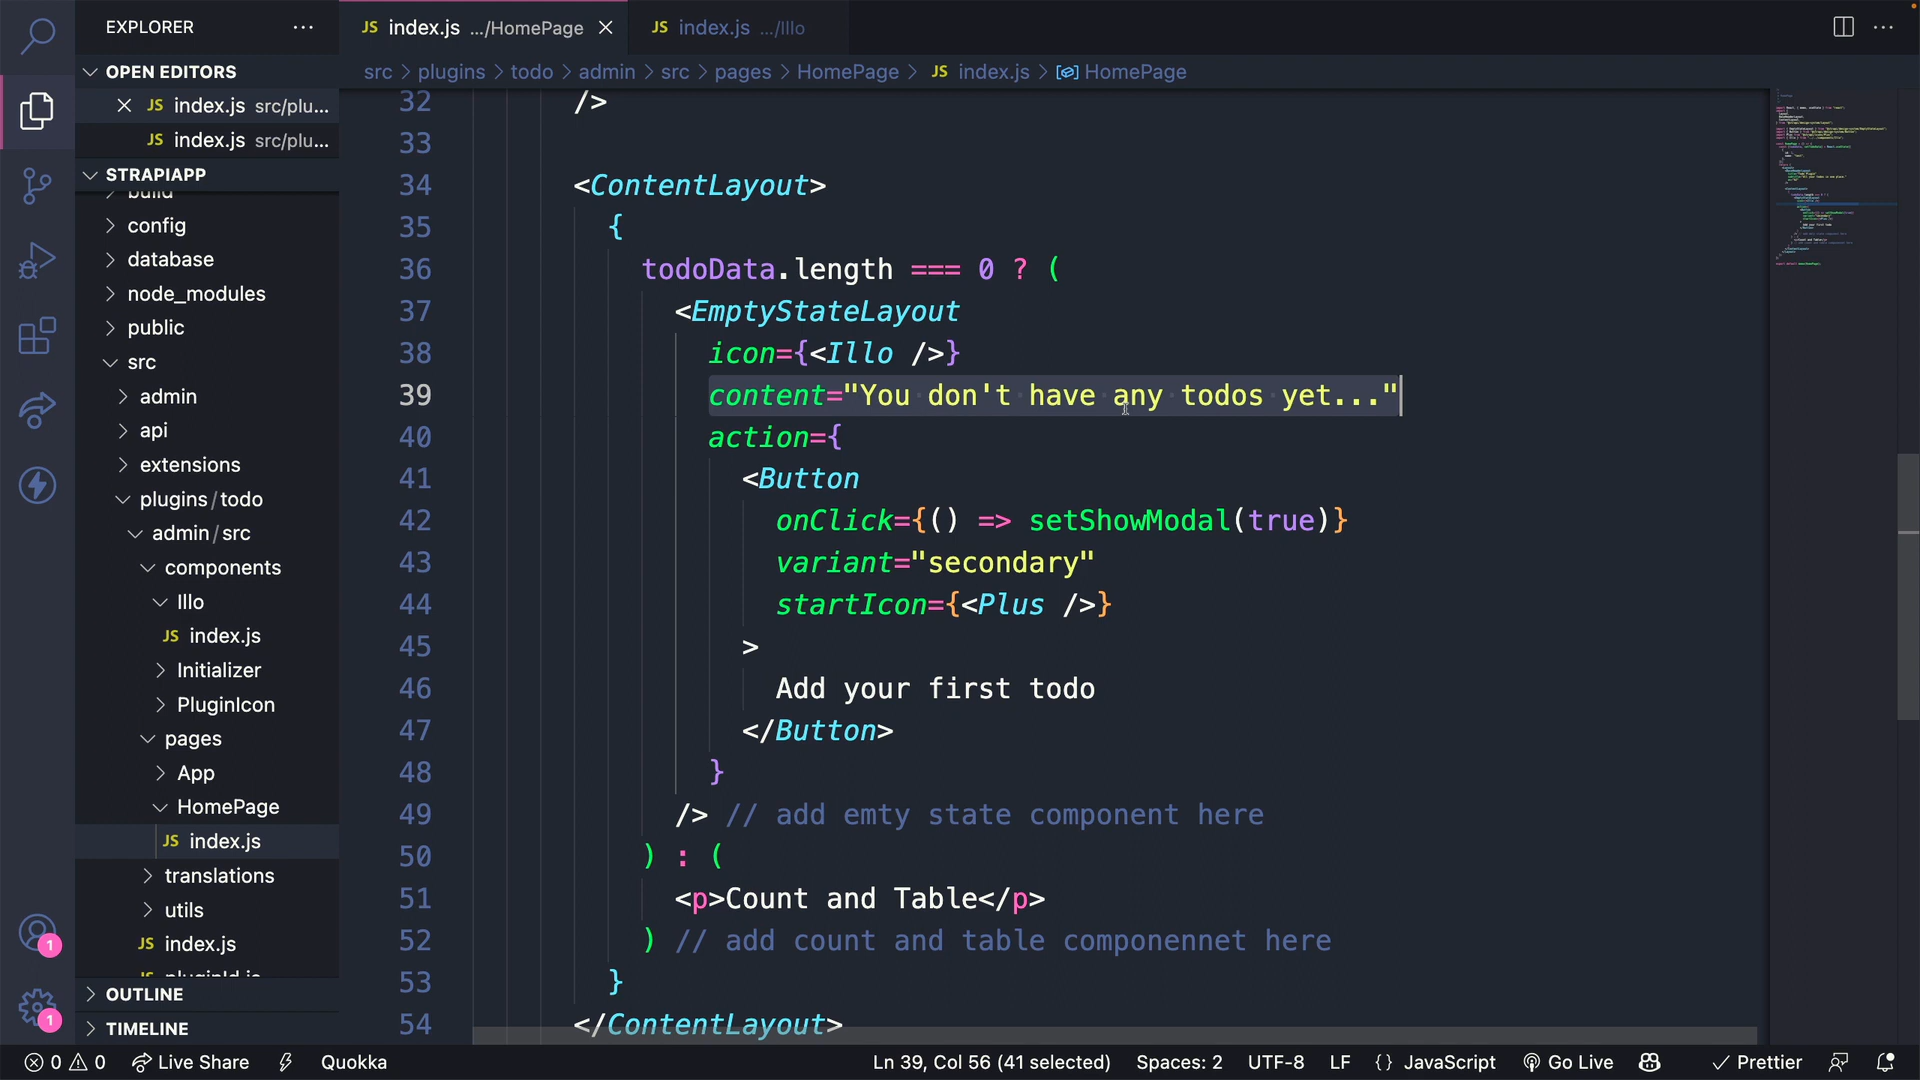 EXPLORER
OPEN EDITORS
JS index.js src/plu...
JS index.js src/plu...
STRAPIAPP
build
config
database
node_modules
public
src
admin
api
extensions
plugins / todo
admin / src
components
Illo
JS index.js
Initializer
PluginIcon
pages
App
HomePage
JS index.js
translations
utils
JS index.js
JS pluginId.js
OUTLINE
TIMELINE
1
1
JS index.js .../HomePage
JS index.js .../Illo
src > plugins > todo > admin > src > pages > HomePage > JS index.js > HomePage
32 />
33
34 <ContentLayout>
35 {
36 todoData.length === 0 ? (
37 <EmptyStateLayout
38 icon={<Illo />}
39 content="You don't have any todos yet..."
40 action={
41 <Button
42 onClick={() => setShowModal(true)}
43 variant="secondary"
44 startIcon={<Plus />}
45 >
46 Add your first todo
47 </Button>
48 }
49 /> // add emty state component here
50 ) : (
51 <p>Count and Table</p>
52 ) // add count and table componennet here
53 }
54 </ContentLayout>
0 0 Live Share Quokka Ln 39, Col 56 (41 selected) Spaces: 2 UTF-8 LF {} JavaScript Go Live Prettier